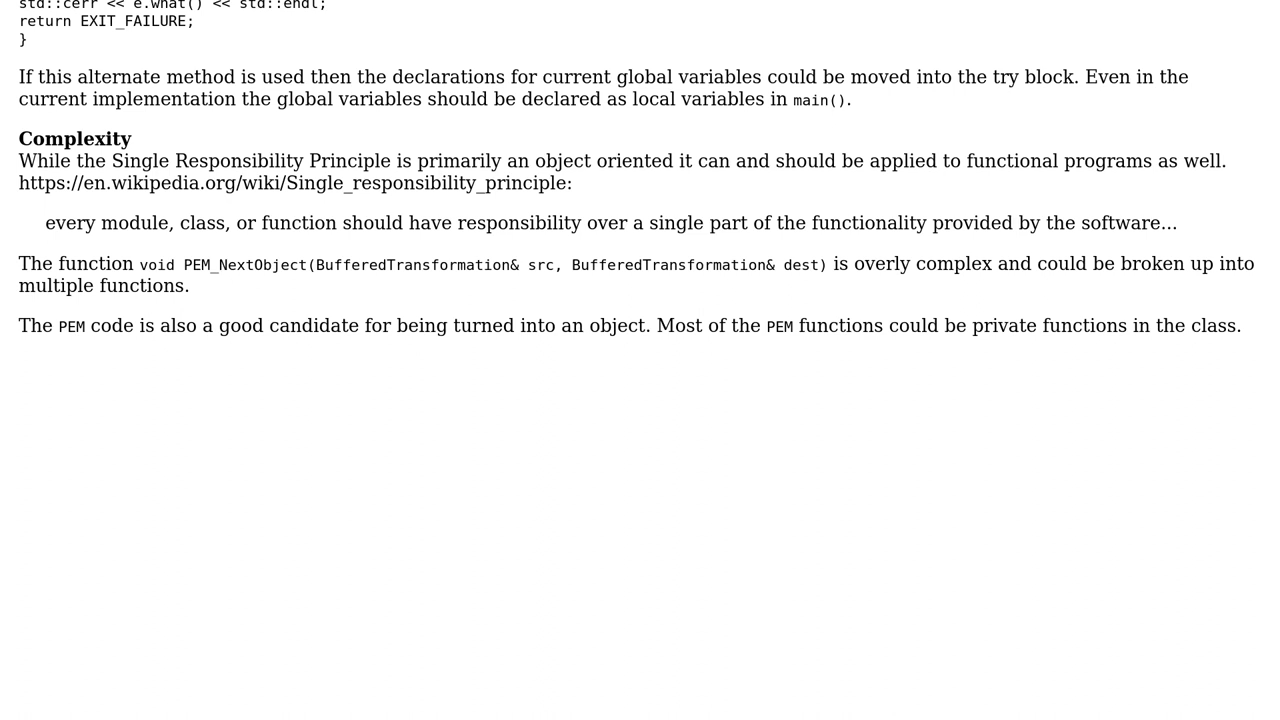 std::cerr << e.what() << std::endl;
return EXIT_FAILURE;
}
If this alternate method is used then the declarations for current global variables could be moved into the try block. Even in the
current implementation the global variables should be declared as local variables in main().
Complexity
While the Single Responsibility Principle is primarily an object oriented it can and should be applied to functional programs as well.
https://en.wikipedia.org/wiki/Single_responsibility_principle:
every module, class, or function should have responsibility over a single part of the functionality provided by the software...
The function void PEM_NextObject(BufferedTransformation& src, BufferedTransformation& dest) is overly complex and could be broken up into
multiple functions.
The PEM code is also a good candidate for being turned into an object. Most of the PEM functions could be private functions in the class.